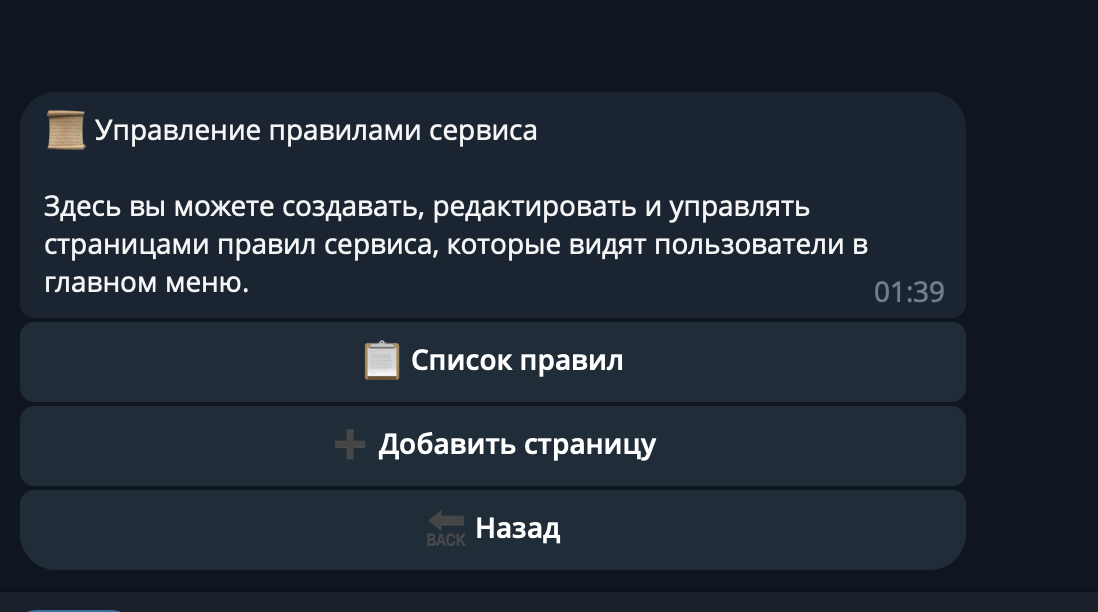 Управление правилами сервиса
Здесь вы можете создавать, редактировать и управлять
страницами правил сервиса, которые видят пользователи в
главном меню.
01:39
Список правил
Добавить страницу
BACK Назад